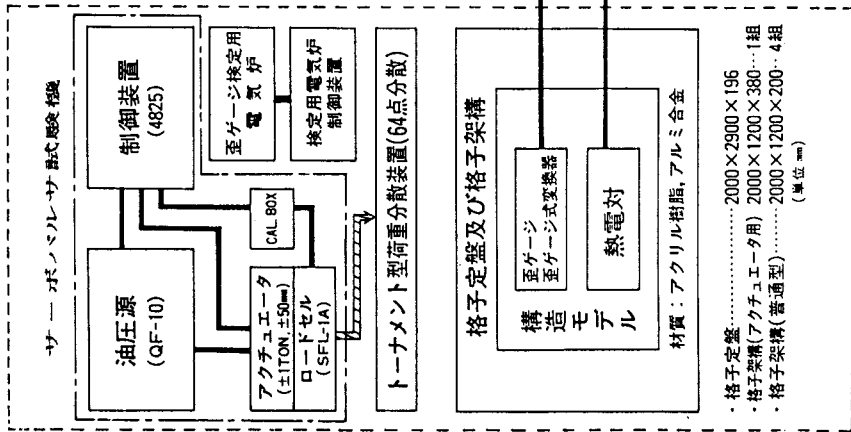 サーボパルサ試験機
油圧源
(QF-10)
制御装置
(4825)
アクチュエータ
(±1TON, ±50mm)
ロードセル
(SFL-1A)
CAL. BOX
歪ゲージ検定用
電気炉
検定用電気炉
制御装置
トーナメント型荷重分散装置(64点分散)
格子定盤及び格子架構
構造モデル
歪ゲージ
歪ゲージ式変換器
熱電対
材質：アクリル樹脂，アルミ合金
・格子定盤……………2000×2900×196
・格子架構(アクチュエータ用) 2000×1200×380…1組
・格子架構(普通型)………2000×1200×200‥4組
(単位 mm)